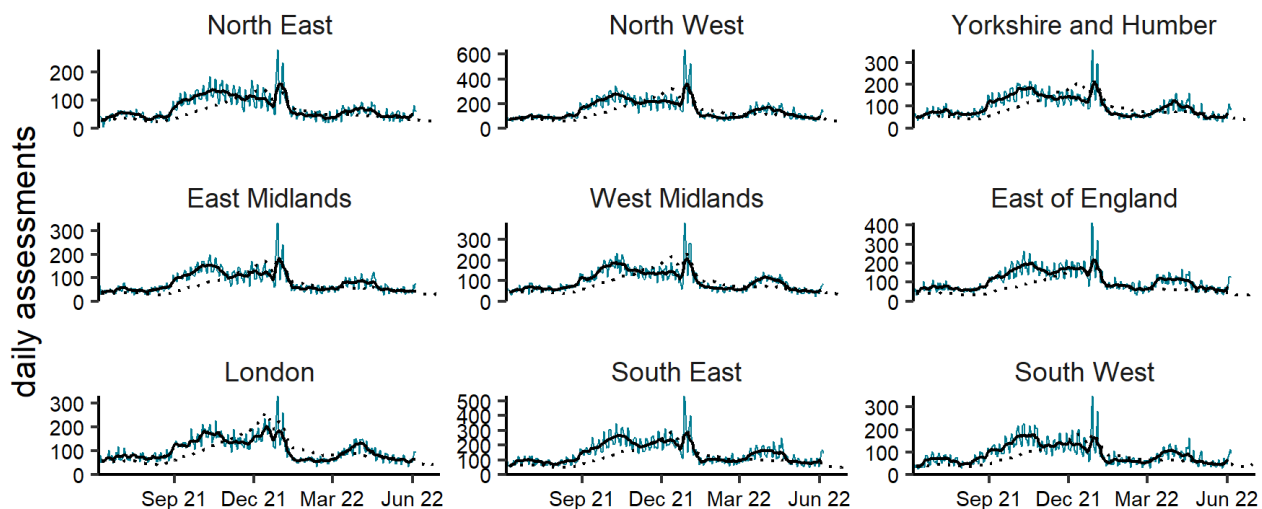 North East
North West
Yorkshire and Humber
200
100
0
600
400
200
0
300
200
100
0
East Midlands
West Midlands
East of England
300
200
100
0
300
200
100
0
400
300
200
100
0
London
South East
South West
300
200
100
0
500
400
300
200
100
0
300
200
100
0
Sep 21 Dec 21 Mar 22 Jun 22
Sep 21 Dec 21 Mar 22 Jun 22
Sep 21 Dec 21 Mar 22 Jun 22
daily assessments